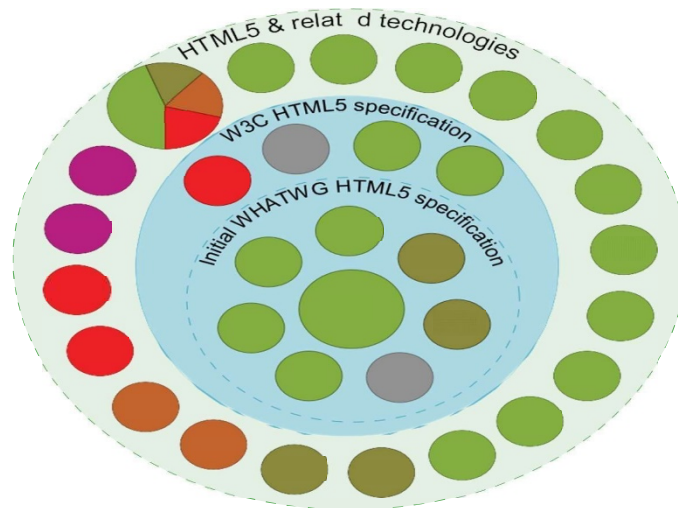 HTML5 & relat d technologies
W3C HTML5 specification
Initial WHATWG HTML5 specification